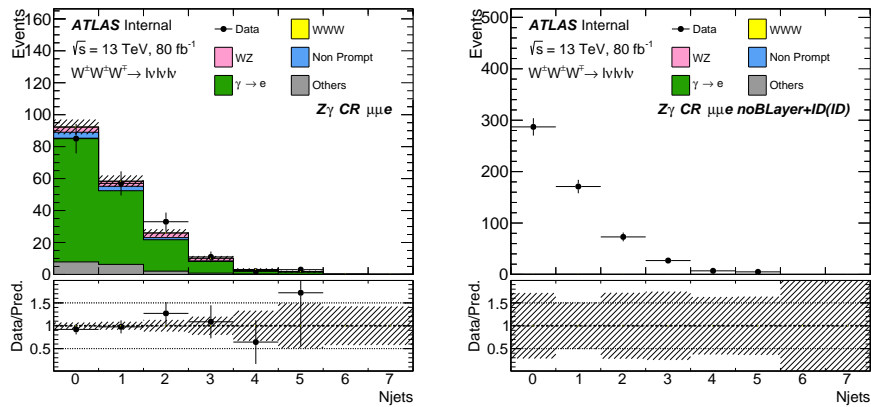 Events
160
140
120
100
80
60
40
20
0
ATLAS Internal
√s = 13 TeV, 80 fb⁻¹
W±W±W∓→ lνlνlν
Data
WWW
WZ
Non Prompt
γ → e
Others
Zγ CR μμe
Data/Pred.
1.5
1
0.5
0 1 2 3 4 5 6 7
Njets
Events
500
400
300
200
100
0
ATLAS Internal
√s = 13 TeV, 80 fb⁻¹
W±W±W∓→ lνlνlν
Data
WWW
WZ
Non Prompt
γ → e
Others
Zγ CR μμe noBLayer+ID(ID)
Data/Pred.
1.5
1
0.5
0 1 2 3 4 5 6 7
Njets